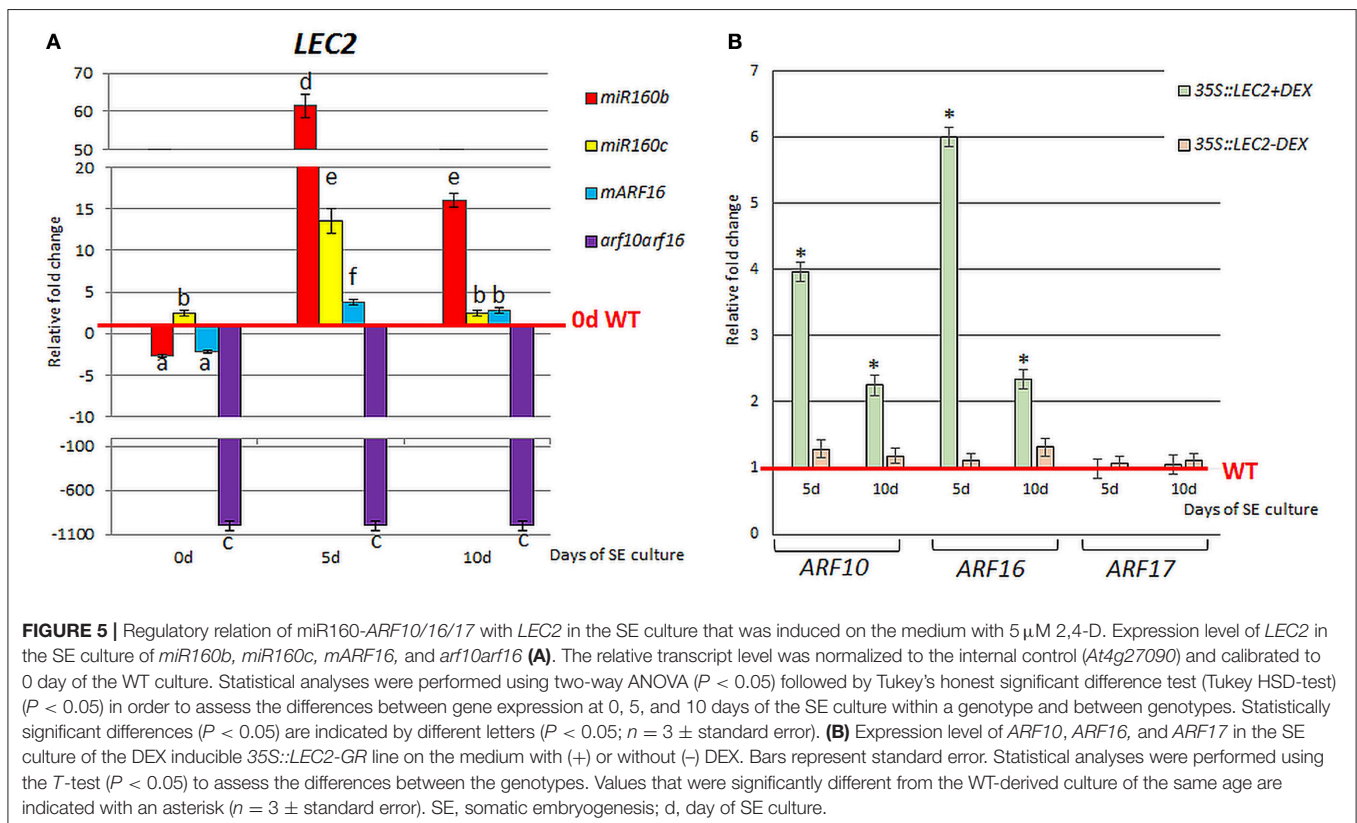 A
LEC2
Relative fold change
70
60
50
20
15
10
5
0
-5
-10
-100
-600
-1100
a
b
a
c
d
e
f
c
e
b
b
c
0d
5d
10d
Days of SE culture
0d WT
miR160b
miR160c
mARF16
arf10arf16
B
Relative fold change
7
6
5
4
3
2
1
0
*
*
*
*
35S::LEC2+DEX
35S::LEC2-DEX
WT
5d
10d
5d
10d
5d
10d
Days of SE culture
ARF10
ARF16
ARF17
FIGURE 5 | Regulatory relation of miR160-ARF10/16/17 with LEC2 in the SE culture that was induced on the medium with 5 μM 2,4-D. Expression level of LEC2 in
the SE culture of miR160b, miR160c, mARF16, and arf10arf16 (A). The relative transcript level was normalized to the internal control (At4g27090) and calibrated to
0 day of the WT culture. Statistical analyses were performed using two-way ANOVA (P < 0.05) followed by Tukey's honest significant difference test (Tukey HSD-test)
(P < 0.05) in order to assess the differences between gene expression at 0, 5, and 10 days of the SE culture within a genotype and between genotypes. Statistically
significant differences (P < 0.05) are indicated by different letters (P < 0.05; n = 3 ± standard error). (B) Expression level of ARF10, ARF16, and ARF17 in the SE
culture of the DEX inducible 35S::LEC2-GR line on the medium with (+) or without (−) DEX. Bars represent standard error. Statistical analyses were performed using
the T-test (P < 0.05) to assess the differences between the genotypes. Values that were significantly different from the WT-derived culture of the same age are
indicated with an asterisk (n = 3 ± standard error). SE, somatic embryogenesis; d, day of SE culture.